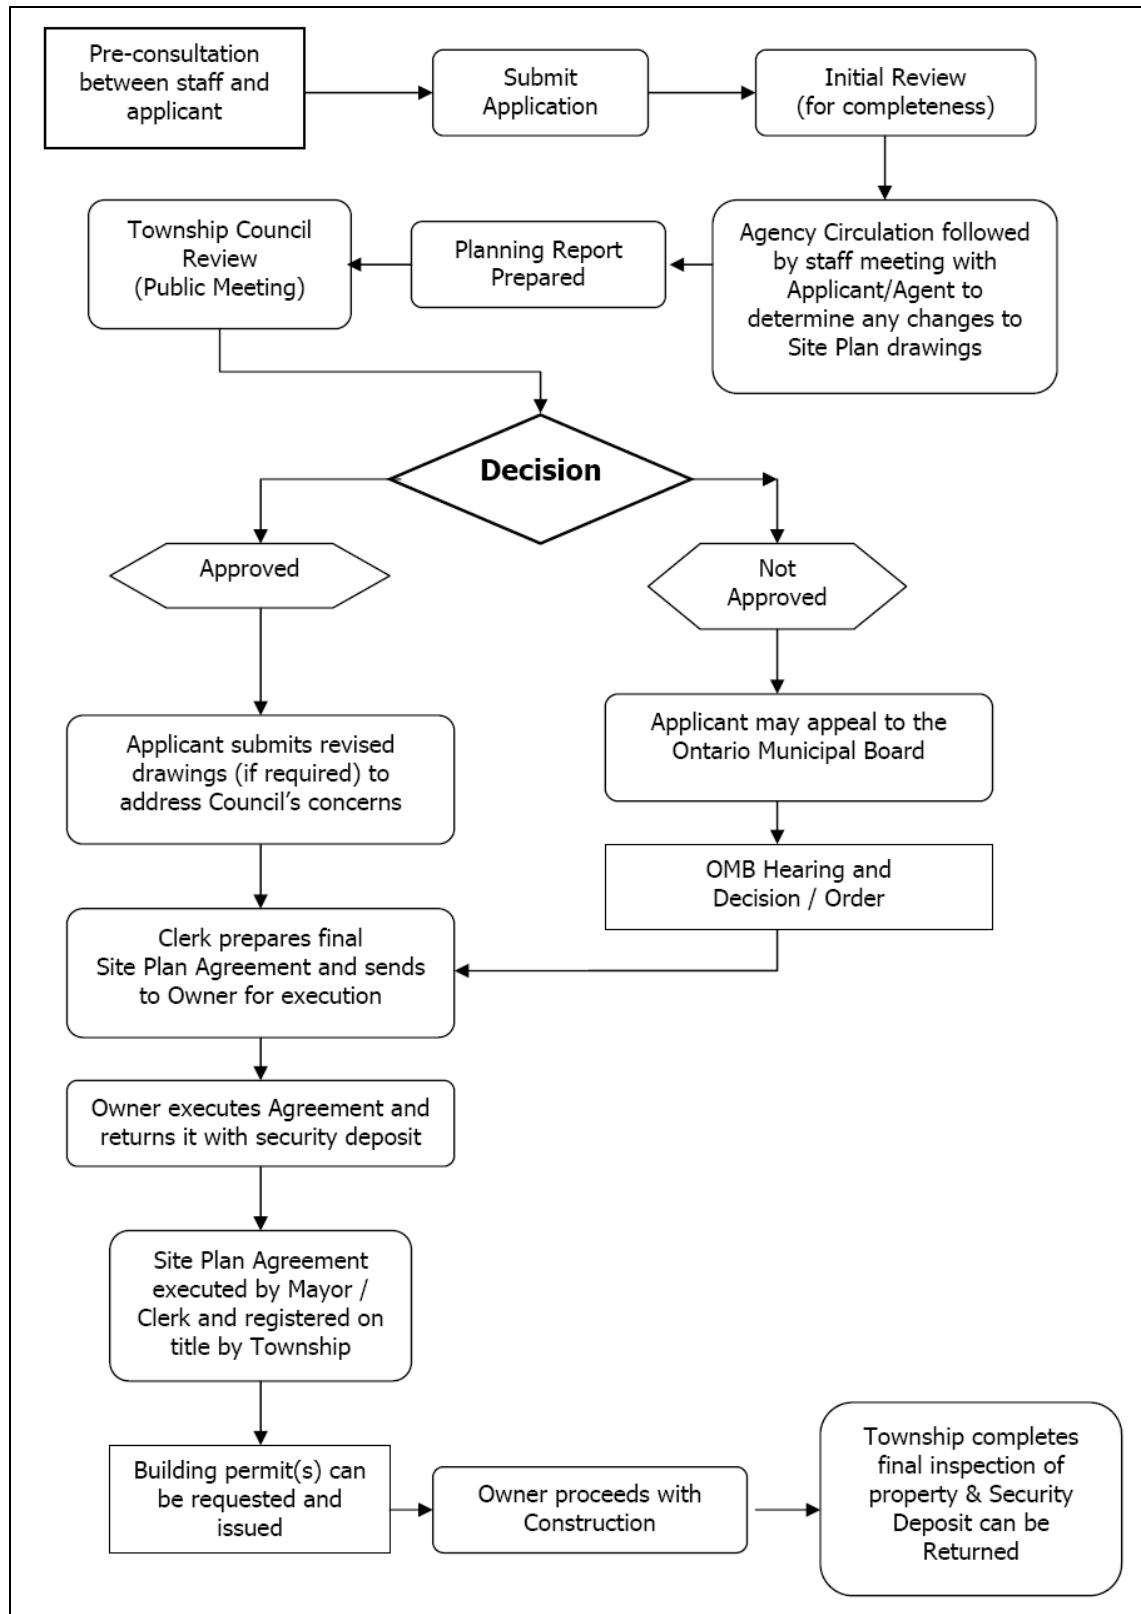 Pre-consultation
between staff and
applicant
Submit
Application
Initial Review
(for completeness)
Township Council
Review
(Public Meeting)
Planning Report
Prepared
Agency Circulation followed
by staff meeting with
Applicant/Agent to
determine any changes to
Site Plan drawings
Decision
Approved
Not
Approved
Applicant submits revised
drawings (if required) to
address Council’s concerns
Applicant may appeal to the
Ontario Municipal Board
OMB Hearing and
Decision / Order
Clerk prepares final
Site Plan Agreement and sends
to Owner for execution
Owner executes Agreement and
returns it with security deposit
Site Plan Agreement
executed by Mayor /
Clerk and registered on
title by Township
Building permit(s) can
be requested and
issued
Owner proceeds with
Construction
Township completes
final inspection of
property & Security
Deposit can be
Returned